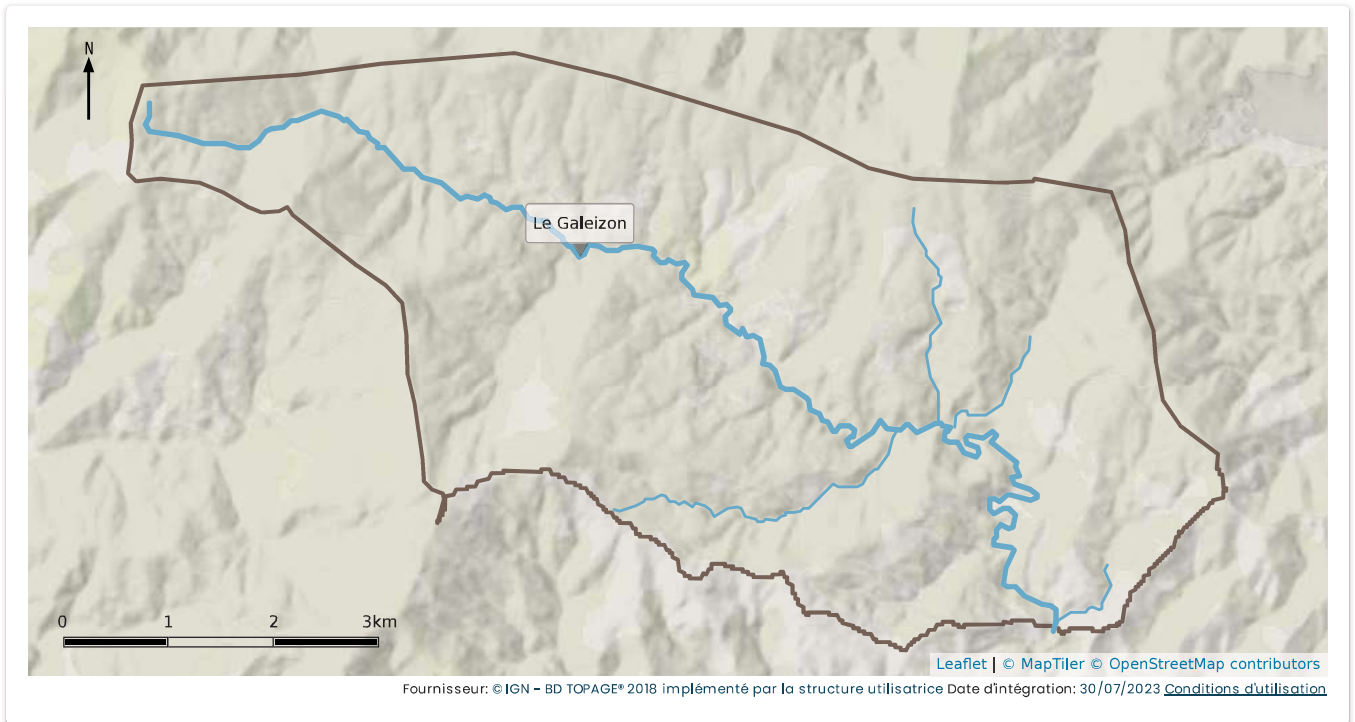 N
Le Galeizon
0 1 2 3km
Leaflet | © MapTiler © OpenStreetMap contributors
Fournisseur: © IGN – BD TOPAGE® 2018 implémenté par la structure utilisatrice Date d'intégration: 30/07/2023 Conditions d'utilisation